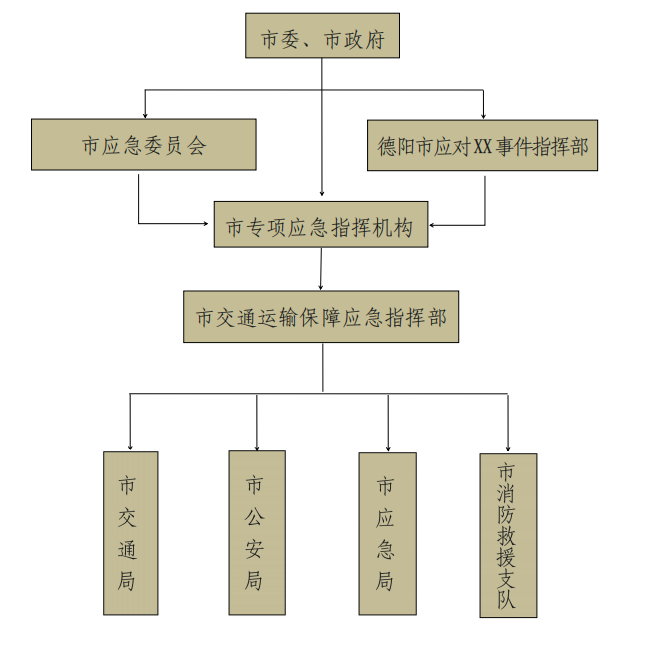 市委、市政府
市应急委员会
德阳市应对XX事件指挥部
市专项应急指挥机构
市交通运输保障应急指挥部
市交通局
市公安局
市应急局
市消防救援支队